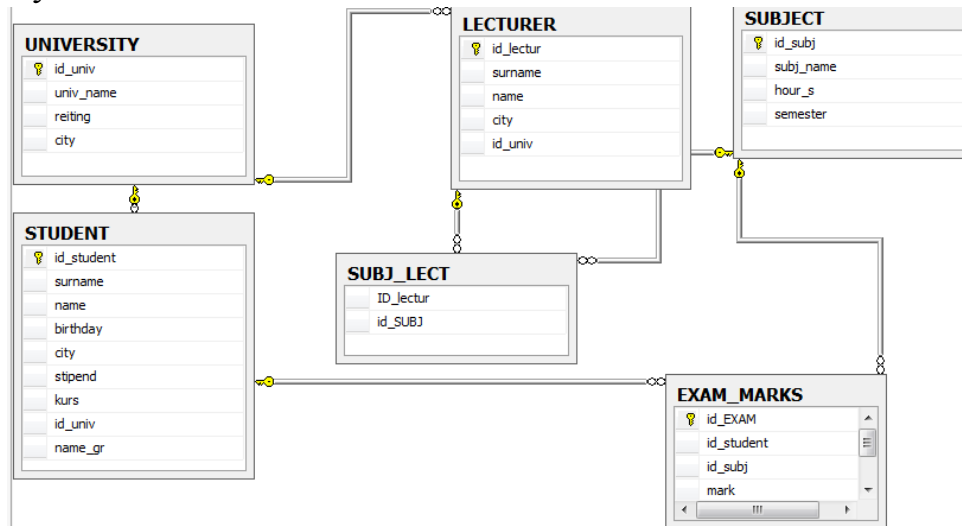 UNIVERSITY
id_univ
univ_name
reiting
city
LECTURER
id_lectur
surname
name
city
id_univ
SUBJECT
id_subj
subj_name
hour_s
semester
STUDENT
id_student
surname
name
birthday
city
stipend
kurs
id_univ
name_gr
SUBJ_LECT
ID_lectur
id_SUBJ
EXAM_MARKS
id_EXAM
id_student
id_subj
mark